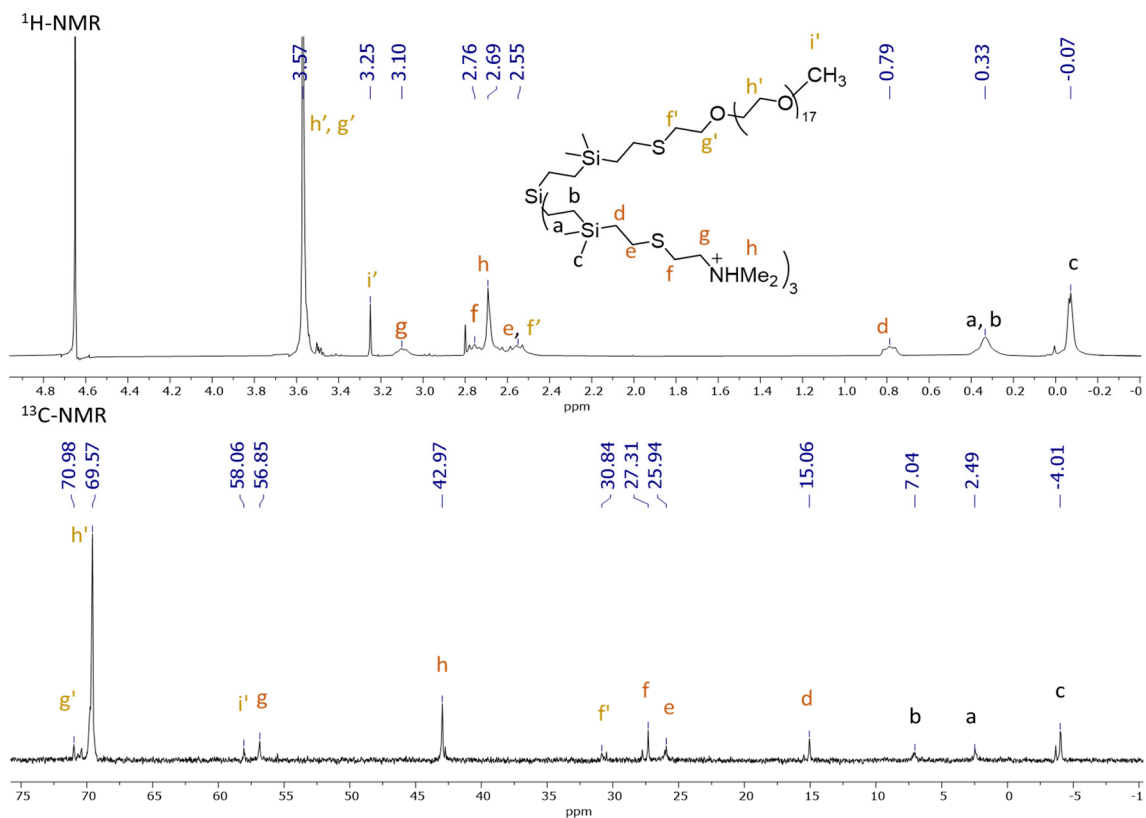 ¹H-NMR
3.57
3.25
3.10
2.76
2.69
2.55
0.79
0.33
-0.07
h', g'
i'
g
f
h
e, f'
d
a, b
c
i'
CH₃
h'
O
17
O
f'
g'
S
Si
Si
b
a
Si
c
d
e
S
f
g
+
NHMe₂
h
3
4.8 4.6 4.4 4.2 4.0 3.8 3.6 3.4 3.2 3.0 2.8 2.6 2.4 2.2 2.0 1.8 1.6 1.4 1.2 1.0 0.8 0.6 0.4 0.2 0.0 -0.2 -0
ppm
¹³C-NMR
70.98
69.57
58.06
56.85
42.97
30.84
27.31
25.94
15.06
7.04
2.49
-4.01
g'
h'
i'
g
h
f'
f
e
d
b
a
c
75 70 65 60 55 50 45 40 35 30 25 20 15 10 5 0 -5 -1
ppm